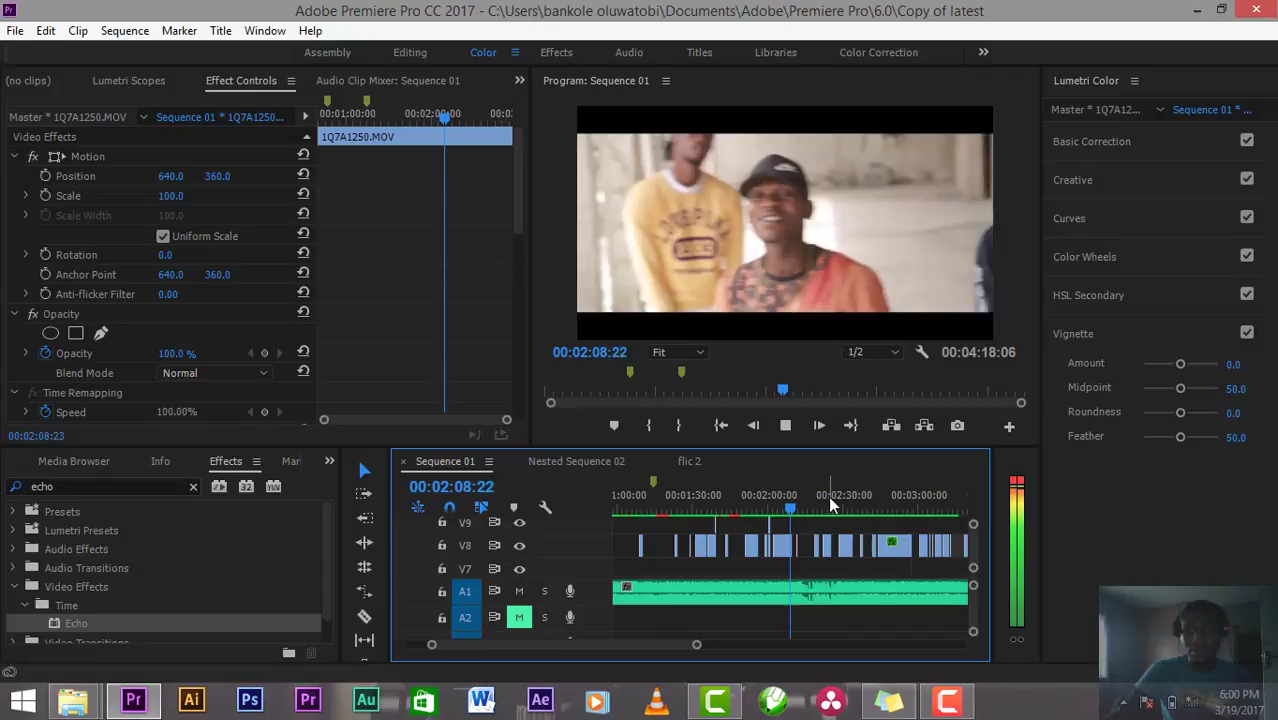 Adobe Premiere Pro CC 2017 - C:\Users\bankole oluwatobi\Documents\Adobe\Premiere Pro\6.0\Copy of latest
File Edit Clip Sequence Marker Title Window Help
Assembly Editing Color Effects Audio Titles Libraries Color Correction
(no clips) Lumetri Scopes Effect Controls Audio Clip Mixer: Sequence 01
Program: Sequence 01
Lumetri Color
Master * 1Q7A1250.MOV Sequence 01 * 1Q7A1250...
00:01:00:00 00:02:00:00
Video Effects
1Q7A1250.MOV
Motion
Position 640.0 360.0
Scale 100.0
Scale Width 100.0
Uniform Scale
Rotation 0.0
Anchor Point 640.0 360.0
Anti-flicker Filter 0.00
Opacity
Opacity 100.0 %
Blend Mode Normal
Time Remapping
Speed 100.00%
00:02:08:23
00:02:08:22 Fit 1/2 00:04:18:06
Master * 1Q7A12... Sequence 01 * ...
Basic Correction
Creative
Curves
Color Wheels
HSL Secondary
Vignette
Amount 0.0
Midpoint 50.0
Roundness 0.0
Feather 50.0
Media Browser Info Effects Mar
echo
Presets
Lumetri Presets
Audio Effects
Audio Transitions
Video Effects
Time
Echo
Video Transitions
Sequence 01 Nested Sequence 02 flic 2
00:02:08:22
1:00:00 00:01:30:00 00:02:00:00 00:02:30:00 00:03:00:00
V9
V8
V7
A1 M S
A2 M S
fx
Pr Ai Ps Pr Au W Ae
6:00 PM
3/19/2017